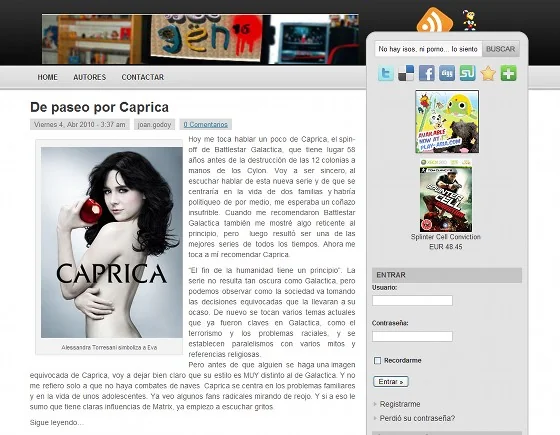 gen 16
No hay isos, ni porno... lo siento
BUSCAR
HOME
AUTORES
CONTACTAR
De paseo por Caprica
Viernes 4, Abr 2010 - 3:37 am
joan.godoy
0 Comentarios
CAPRICA
Alessandra Torresani simboliza a Eva
Hoy me toca hablar un poco de Caprica, el spin-
off de Battlestar Galactica, que tiene lugar 58
años antes de la destrucción de las 12 colonias a
manos de los Cylon. Voy a ser sincero, al
escuchar hablar de esta nueva serie y de que se
centraría en la vida de dos familias y habría
politiqueo de por medio, me esperaba un coñazo
insufrible. Cuando me recomendaron Battlestar
Galactica también me mostré algo reticente al
principio, pero luego resultó ser una de las
mejores series de todos los tiempos. Ahora me
toca a mí recomendar Caprica.
“El fin de la humanidad tiene un principio”. La
serie no resulta tan oscura como Galactica, pero
podemos observar como la sociedad va tomando
las decisiones equivocadas que la llevaran a su
ocaso. De nuevo se tocan varios temas actuales
que ya fueron claves en Galactica, como el
terrorismo y los problemas raciales, y se
establecen paralelismos con varios mitos y
referencias religiosas.
Pero antes de que alguien se haga una imagen
equivocada de Caprica, voy a dejar bien claro que su estilo es MUY distinto al de Galactica. Y no
me refiero solo a que no haya combates de naves. Caprica se centra en los problemas familiares
y en la vida de unos adolescentes. Ya veo algunos fans radicales mirando de reojo. Y si a eso le
sumo que tiene claras influencias de Matrix, ya empiezo a escuchar gritos.
Sigue leyendo...
digg
AVAILABLE
NOW AT
PLAY-ASIA.COM
SPLINTER CELL
Splinter Cell Conviction
EUR 48.45
ENTRAR
Usuario:
Contraseña:
Recordarme
Entrar »
Registrarme
Perdió su contraseña?